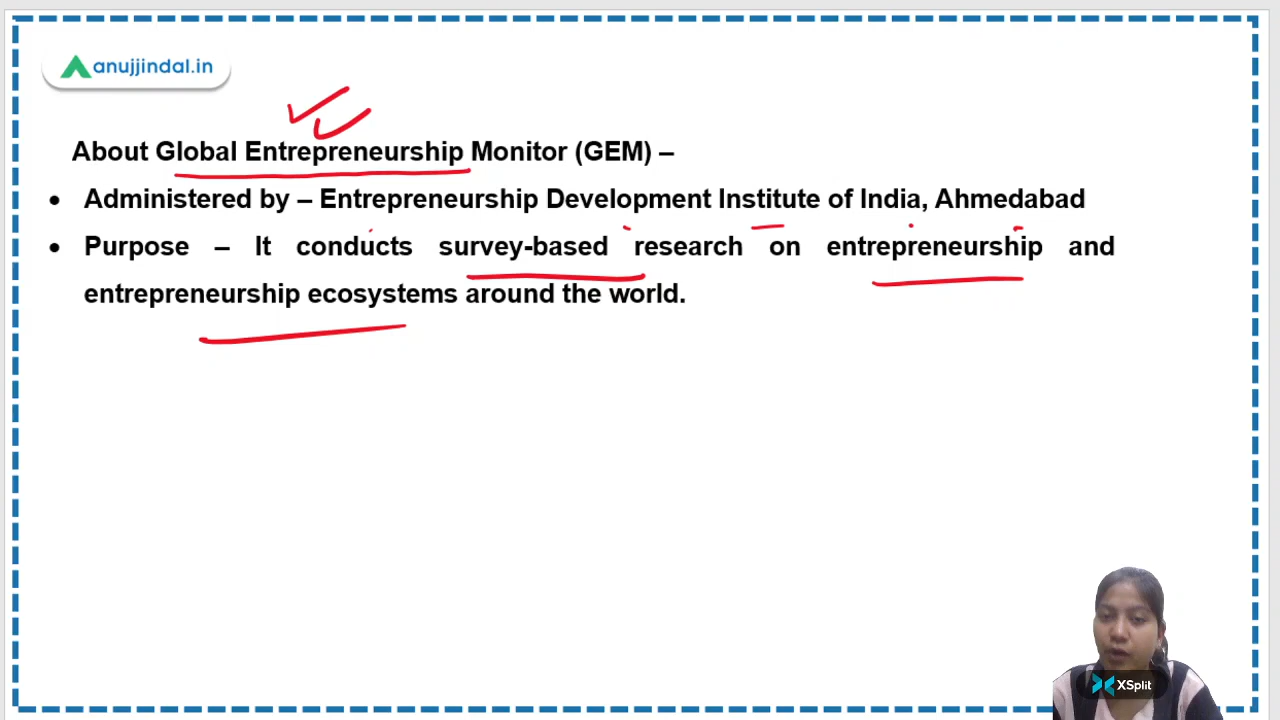 anujjindal.in
About Global Entrepreneurship Monitor (GEM) –
• Administered by – Entrepreneurship Development Institute of India, Ahmedabad
• Purpose – It conducts survey-based research on entrepreneurship and
entrepreneurship ecosystems around the world.
XSplit